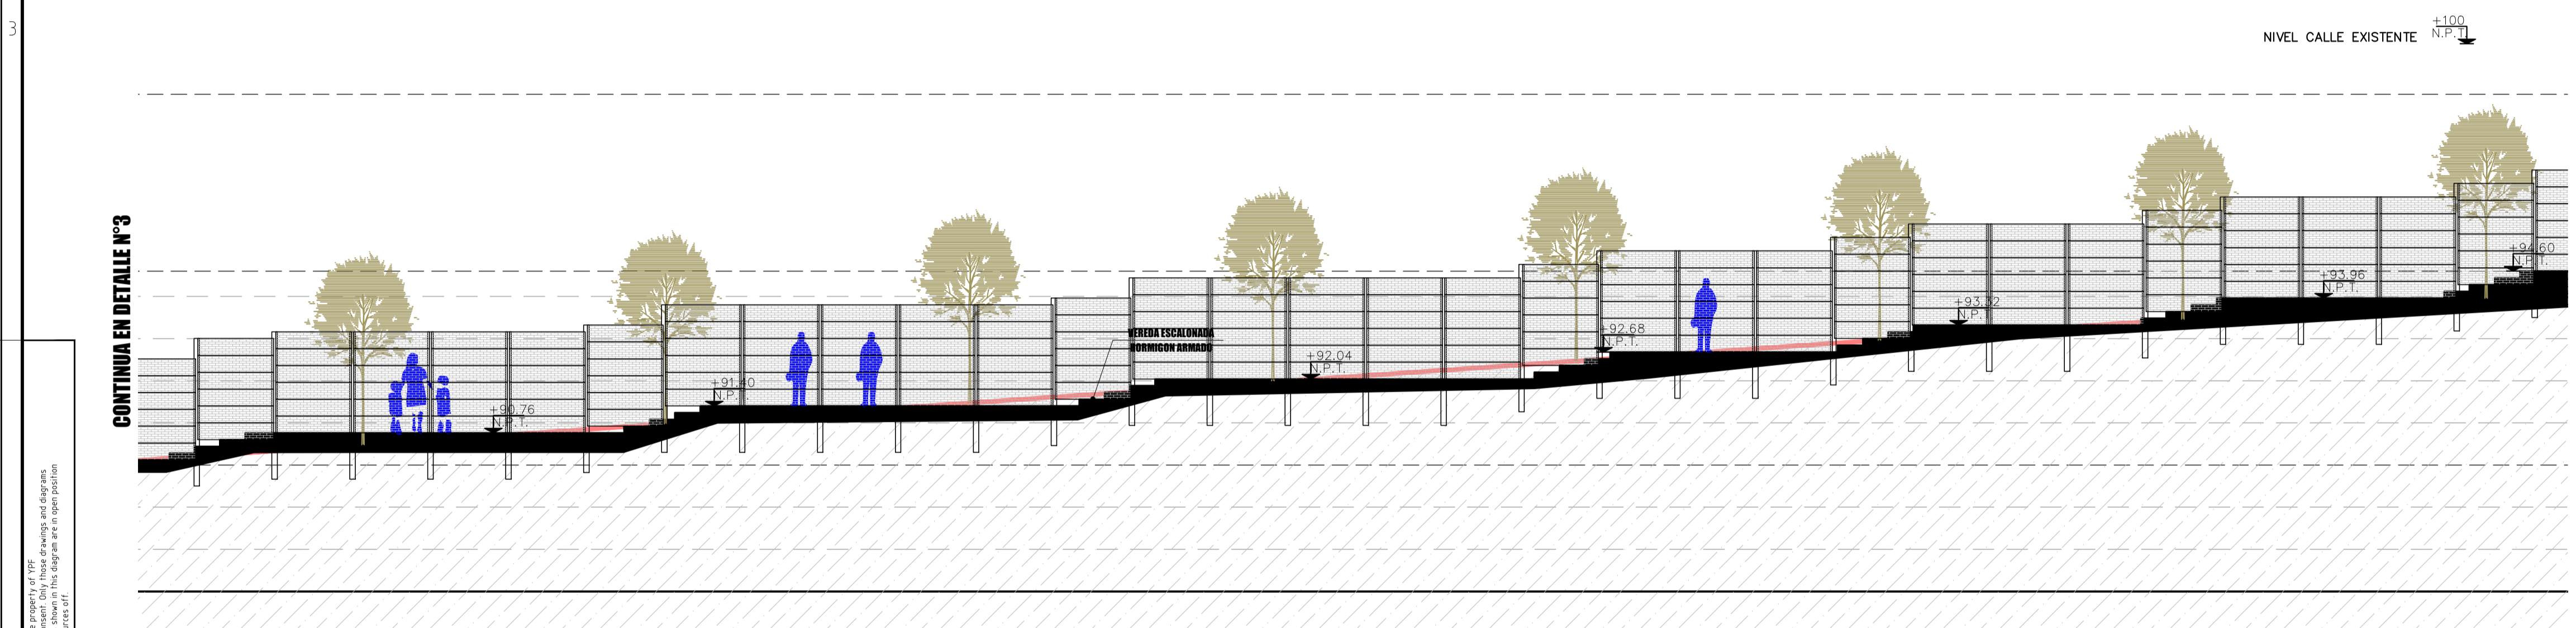 3
+100
NIVEL CALLE EXISTENTE N.P.T.
CONTINUA EN DETALLE N°3
+94.60
N.P.T.
+93.96
N.P.T.
+93.32
N.P.T.
+92.68
N.P.T.
VEREDA ESCALONADA
HORMIGON ARMADO
+92.04
N.P.T.
+91.40
N.P.T.
+90.76
N.P.T.
property of YPF
Only those drawings and diagrams
shown in this diagram are in open position
off.